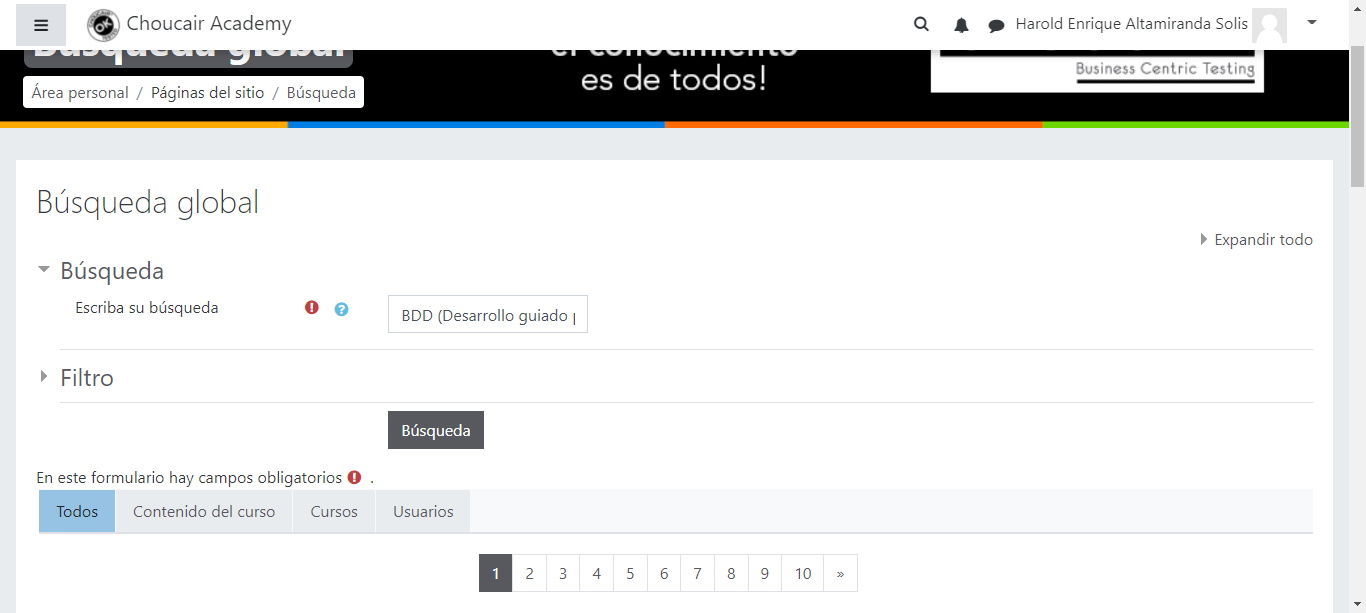 Choucair Academy
Harold Enrique Altamiranda Solis
Búsqueda global
el conocimiento
es de todos!
Business Centric Testing
Área personal / Páginas del sitio / Búsqueda
Búsqueda global
Expandir todo
Búsqueda
Escriba su búsqueda
BDD (Desarrollo guiado p
Filtro
Búsqueda
En este formulario hay campos obligatorios .
Todos Contenido del curso Cursos Usuarios
1 2 3 4 5 6 7 8 9 10 »